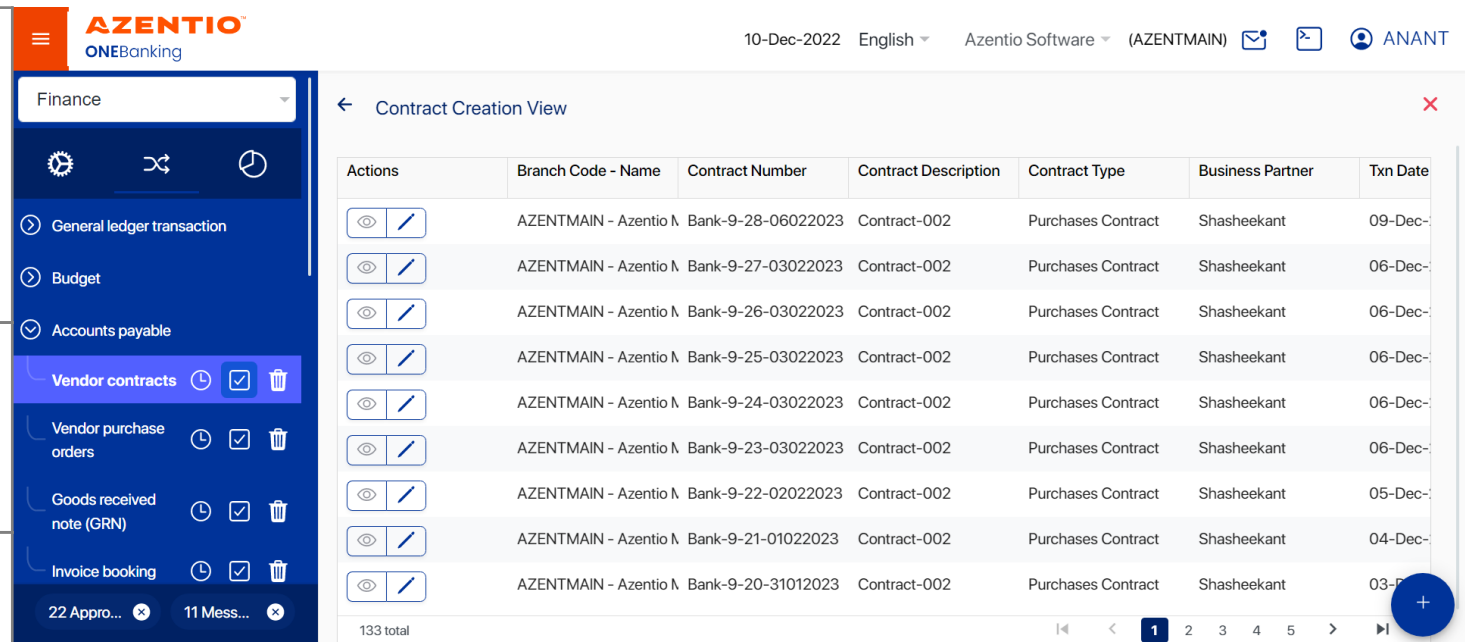 AZENTIO
ONEBanking
10-Dec-2022 English Azentio Software (AZENTMAIN) ANANT
Finance
General ledger transaction
Budget
Accounts payable
Vendor contracts
Vendor purchase
orders
Goods received
note (GRN)
Invoice booking
22 Appro...
11 Mess...
Contract Creation View
Actions Branch Code - Name Contract Number Contract Description Contract Type Business Partner Txn Date
AZENTMAIN - Azentio Bank-9-28-06022023 Contract-002 Purchases Contract Shasheekant 09-Dec-
AZENTMAIN - Azentio Bank-9-27-03022023 Contract-002 Purchases Contract Shasheekant 06-Dec-
AZENTMAIN - Azentio Bank-9-26-03022023 Contract-002 Purchases Contract Shasheekant 06-Dec-
AZENTMAIN - Azentio Bank-9-25-03022023 Contract-002 Purchases Contract Shasheekant 06-Dec-
AZENTMAIN - Azentio Bank-9-24-03022023 Contract-002 Purchases Contract Shasheekant 06-Dec-
AZENTMAIN - Azentio Bank-9-23-03022023 Contract-002 Purchases Contract Shasheekant 06-Dec-
AZENTMAIN - Azentio Bank-9-22-02022023 Contract-002 Purchases Contract Shasheekant 05-Dec-
AZENTMAIN - Azentio Bank-9-21-01022023 Contract-002 Purchases Contract Shasheekant 04-Dec-
AZENTMAIN - Azentio Bank-9-20-31012023 Contract-002 Purchases Contract Shasheekant 03-
133 total 1 2 3 4 5